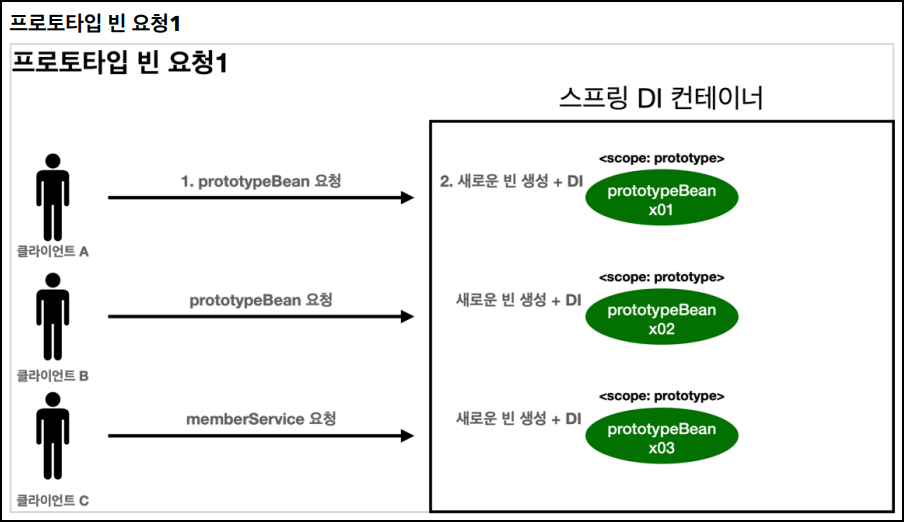 프로토타입 빈 요청1
프로토타입 빈 요청1
스프링 DI 컨테이너
<scope: prototype>
1. prototypeBean 요청
2. 새로운 빈 생성 + DI
prototypeBean
x01
클라이언트 A
<scope: prototype>
prototypeBean 요청
새로운 빈 생성 + DI
prototypeBean
x02
클라이언트 B
<scope: prototype>
memberService 요청
새로운 빈 생성 + DI
prototypeBean
x03
클라이언트 C